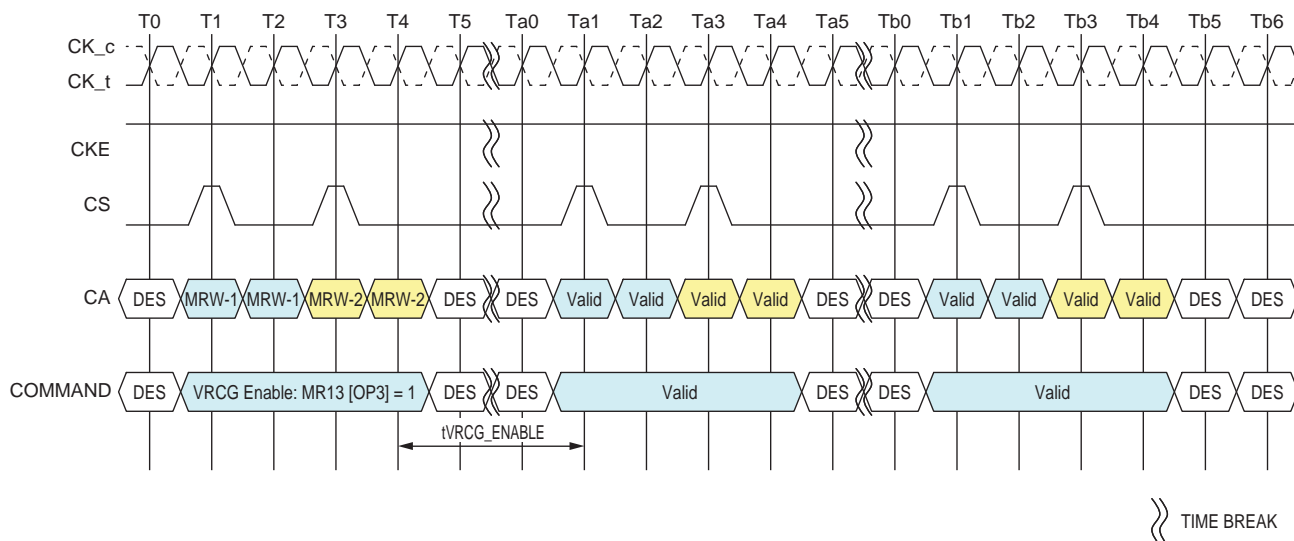 T0 T1 T2 T3 T4 T5 Ta0 Ta1 Ta2 Ta3 Ta4 Ta5 Tb0 Tb1 Tb2 Tb3 Tb4 Tb5 Tb6
CK_c
CK_t
CKE
CS
CA DES MRW-1 MRW-1 MRW-2 MRW-2 DES DES Valid Valid Valid Valid DES DES Valid Valid Valid Valid DES DES
COMMAND DES VRCG Enable: MR13 [OP3] = 1 DES DES Valid DES DES Valid DES DES
tVRCG_ENABLE
TIME BREAK